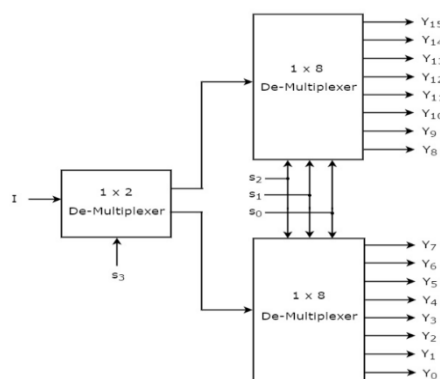 Y15
Y14
Y13
1 x 8
Y12
De-Multiplexer
Y11
Y10
Y9
Y8
s2
1 x 2
s1
I
De-Multiplexer
s0
s3
Y7
Y6
Y5
1 x 8
Y4
De-Multiplexer
Y3
Y2
Y1
Y0